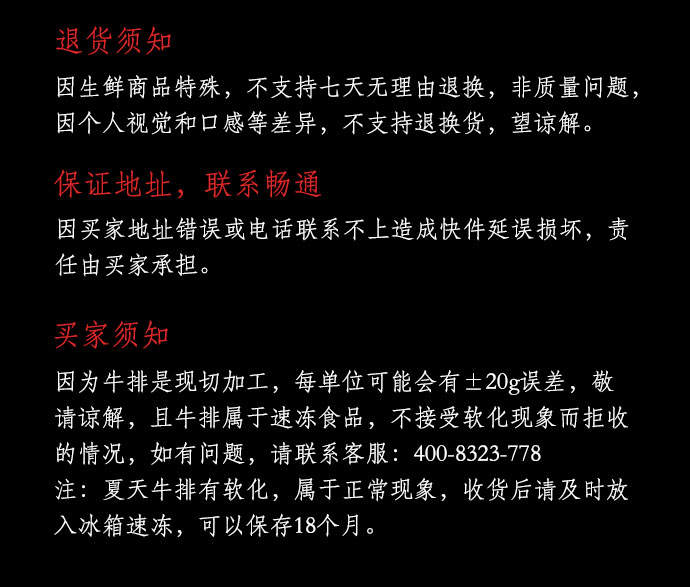 退货须知
因生鲜商品特殊，不支持七天无理由退换，非质量问题，
因个人视觉和口感等差异，不支持退换货，望谅解。
保证地址，联系畅通
因买家地址错误或电话联系不上造成快件延误损坏，责
任由买家承担。
买家须知
因为牛排是现切加工，每单位可能会有±20g误差，敬
请谅解，且牛排属于速冻食品，不接受软化现象而拒收
的情况，如有问题，请联系客服：400-8323-778
注：夏天牛排有软化，属于正常现象，收货后请及时放
入冰箱速冻，可以保存18个月。